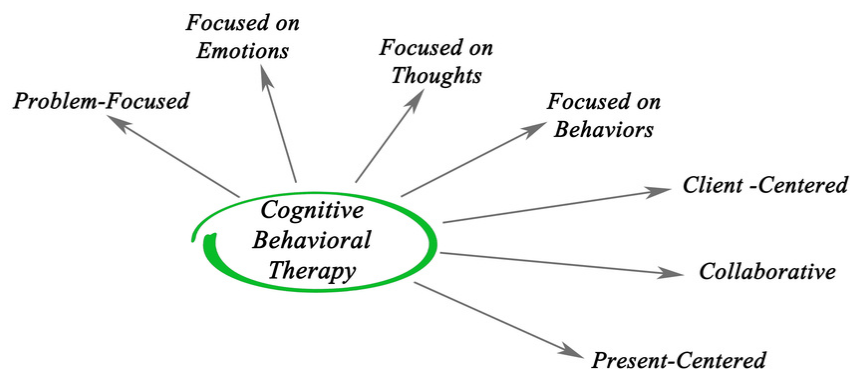 Focused on
Emotions
Focused on
Thoughts
Problem-Focused
Focused on
Behaviors
Client -Centered
Cognitive
Behavioral
Therapy
Collaborative
Present-Centered